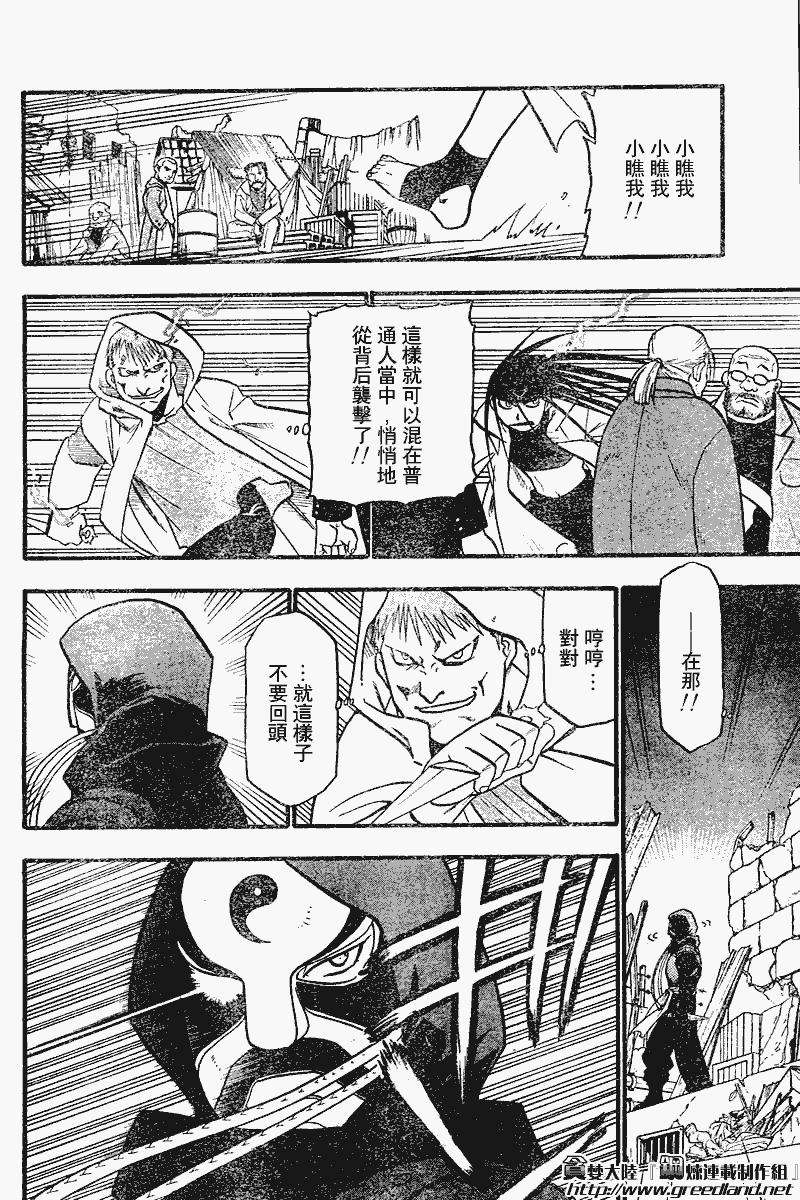 小瞧我
小瞧我
小瞧我
!!
這樣就可以混在普
通人當中，悄悄地
從背后襲擊了!!
——在那!!
哼哼…
對對
…就這樣子
不要回頭
貪婪大陸『鋼煉連載制作組』
http://www.greedland.net